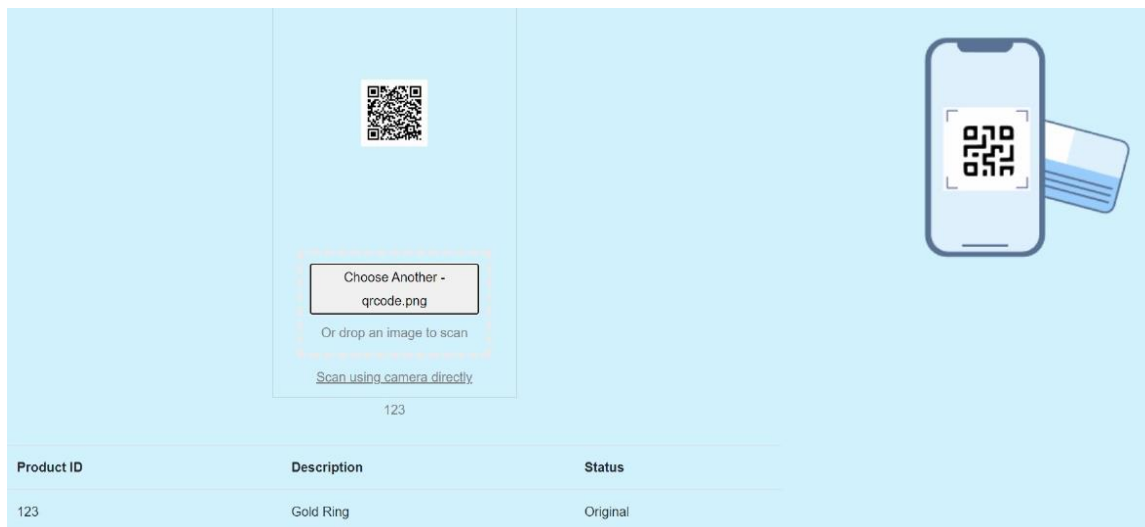 Choose Another -
qrcode.png
Or drop an image to scan
Scan using camera directly
123
Product ID Description Status
123 Gold Ring Original